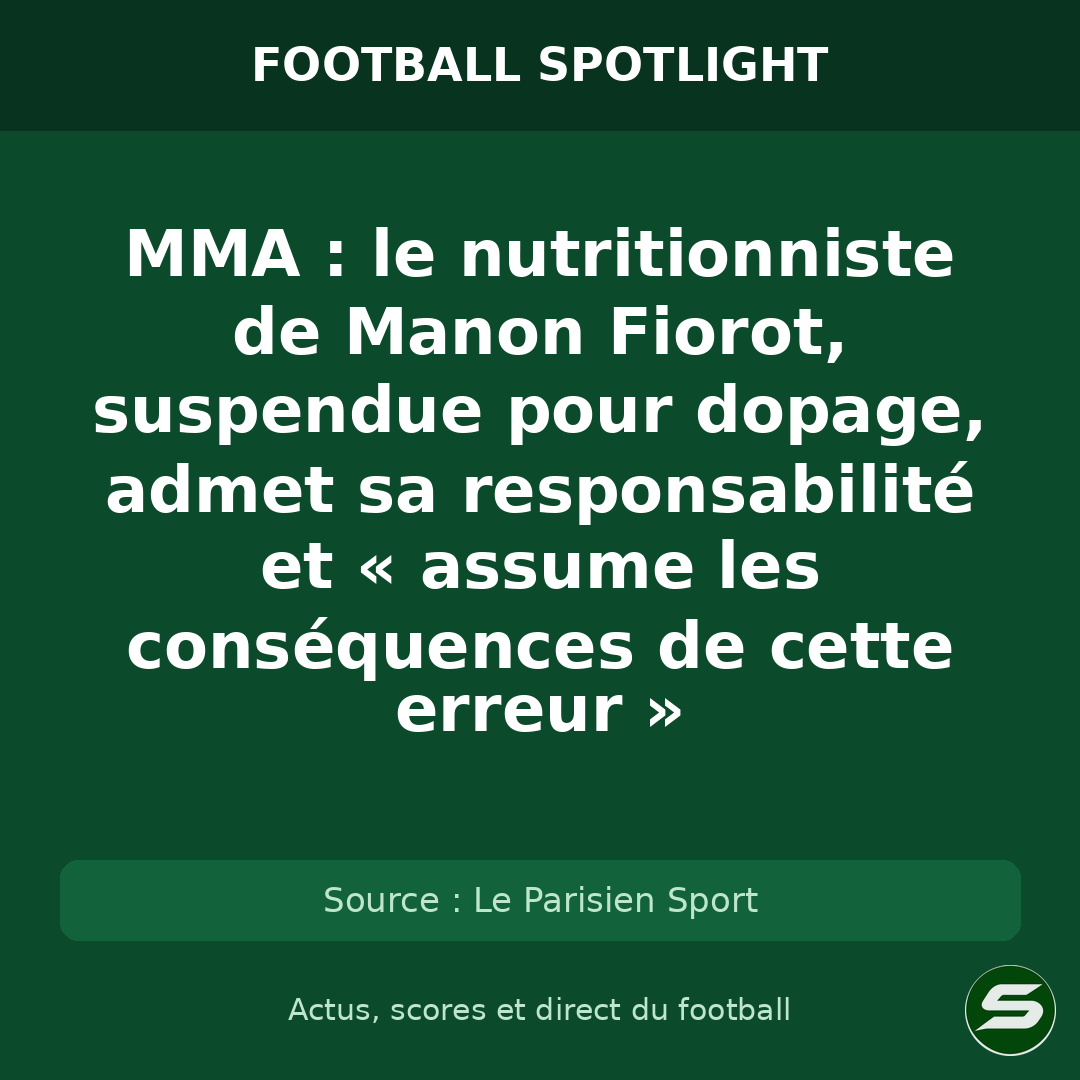 FOOTBALL SPOTLIGHT
MMA : le nutritionniste
de Manon Fiorot,
suspendue pour dopage,
admet sa responsabilité
et « assume les
conséquences de cette
erreur »
Source : Le Parisien Sport
Actus, scores et direct du football
S